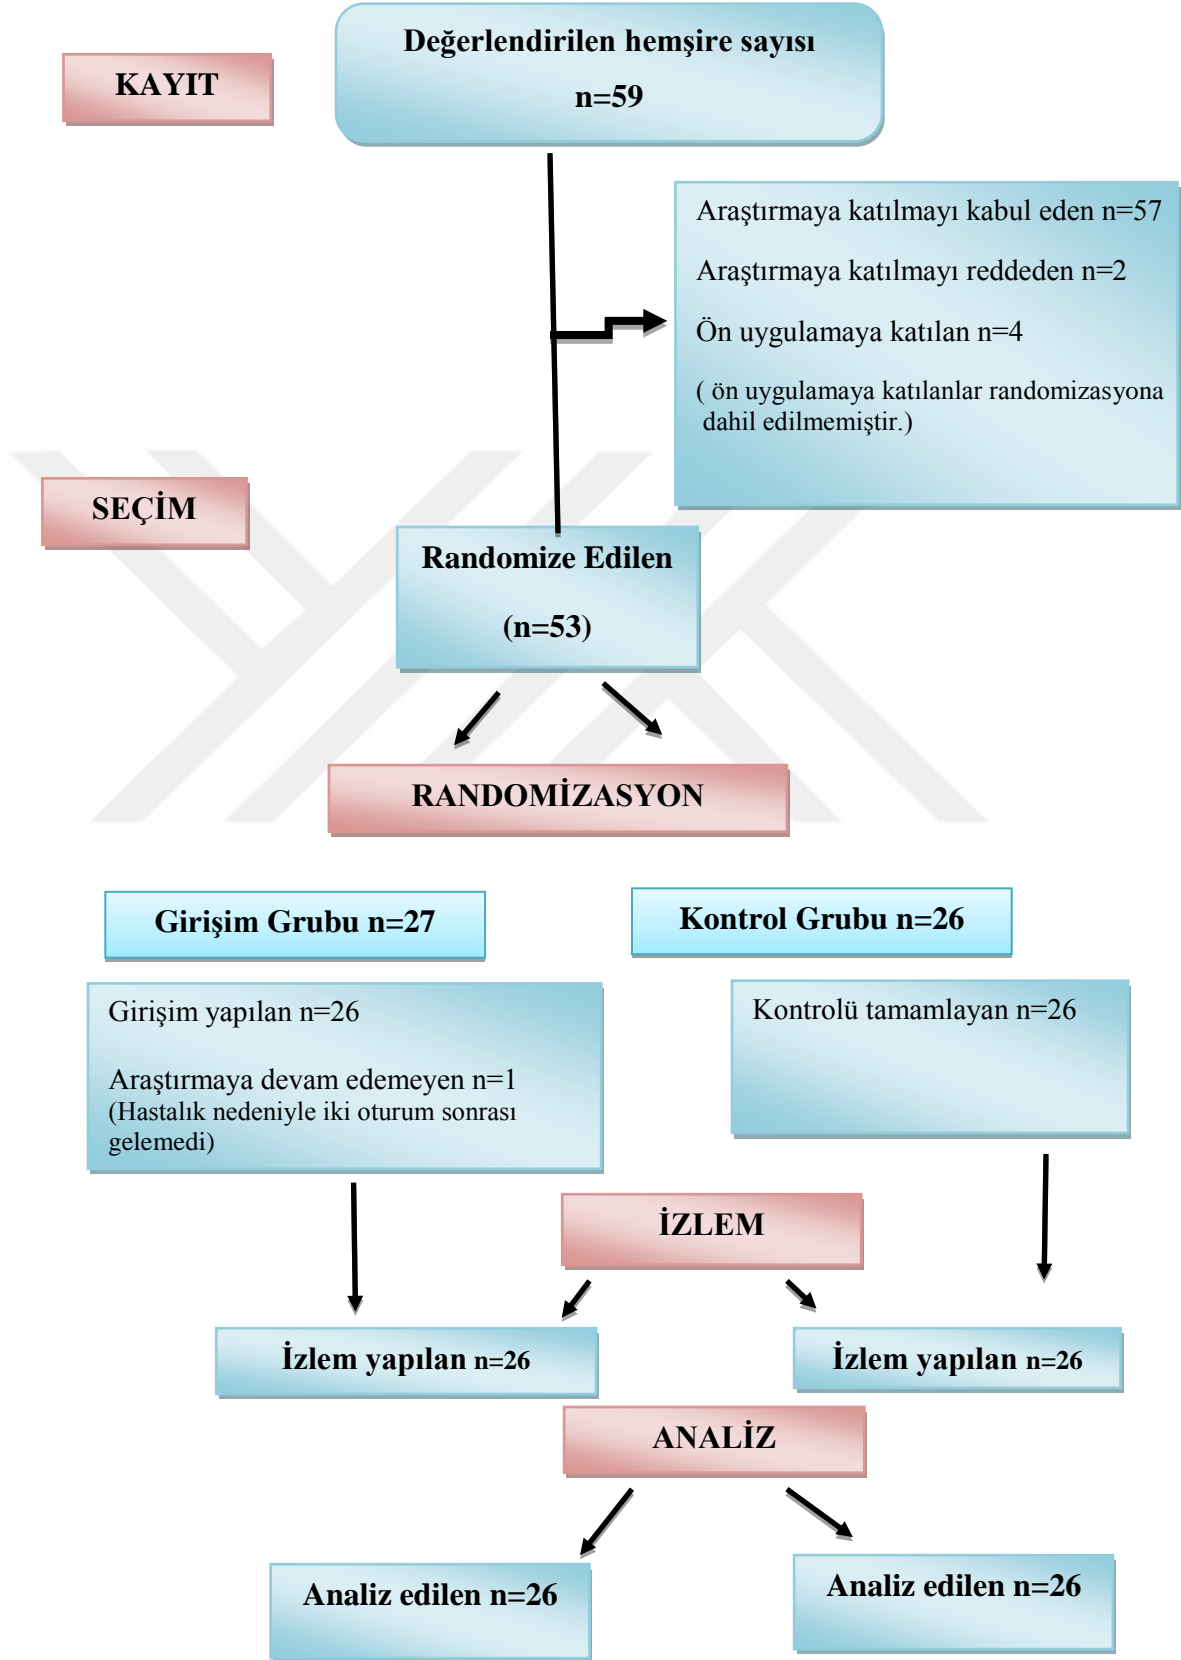 Değerlendirilen hemşire sayısı
n=59
KAYIT
Araştırmaya katılmayı kabul eden n=57
Araştırmaya katılmayı reddeden n=2
Ön uygulamaya katılan n=4
( ön uygulamaya katılanlar randomizasyona
dahil edilmemiştir.)
SEÇİM
Randomize Edilen
(n=53)
RANDOMİZASYON
Girişim Grubu n=27
Kontrol Grubu n=26
Girişim yapılan n=26
Araştırmaya devam edemeyen n=1
(Hastalık nedeniyle iki oturum sonrası
gelemedi)
Kontrolü tamamlayan n=26
İZLEM
İzlem yapılan n=26
İzlem yapılan n=26
ANALİZ
Analiz edilen n=26
Analiz edilen n=26